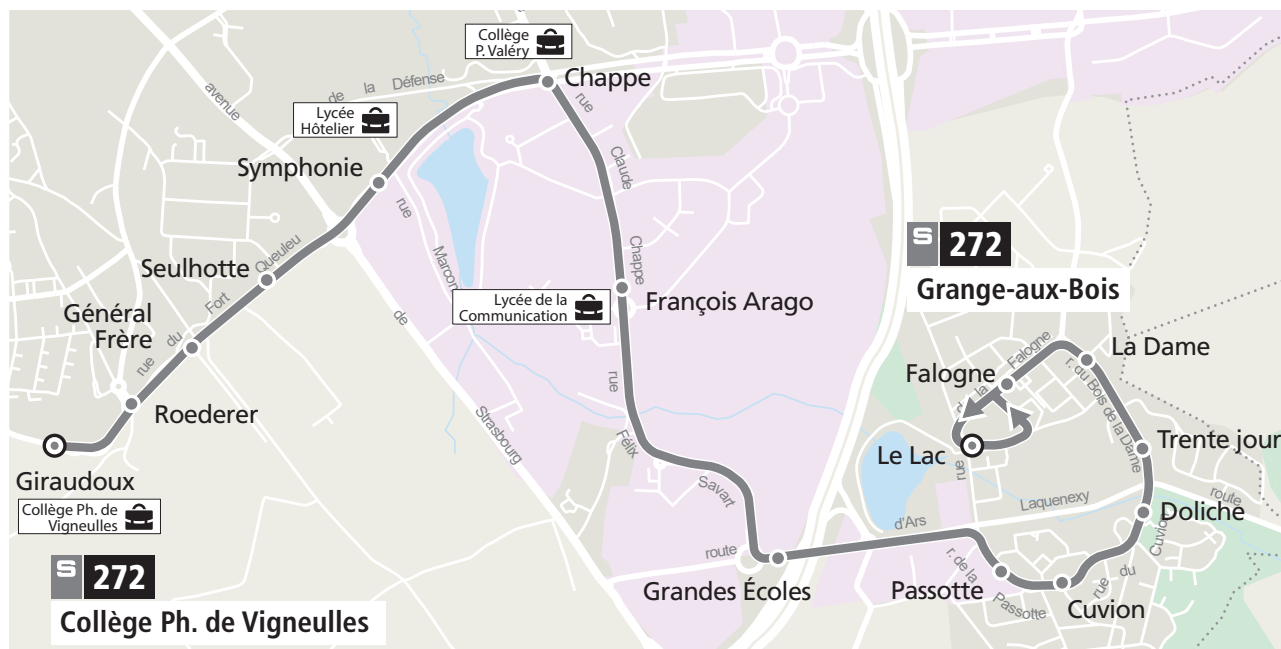 Collège
P. Valéry
Chappe
avenue
de la Défense
rue
Lycée
Hôtelier
Claude
Symphonie
rue
S 272
Grange-aux-Bois
Maroon
Chappe
Seulhotte
Queuleu
Fort
du
rue
Lycée de la
Communication
François Arago
Général
Frère
de
La Dame
Falogne
Falogne
de la
r. du Bois de la Dame
rue
Roederer
Strasbourg
Félix
Trente jour
Le Lac
rue
Giraudoux
Savart
Laquenexy
route
Collège Ph. de
Vigneulles
d'Ars
Doliche
Cuvion
route
S 272
Collège Ph. de Vigneulles
Grandes Écoles
Passotte
r. de la
Passotte
Cuvion
rue
du